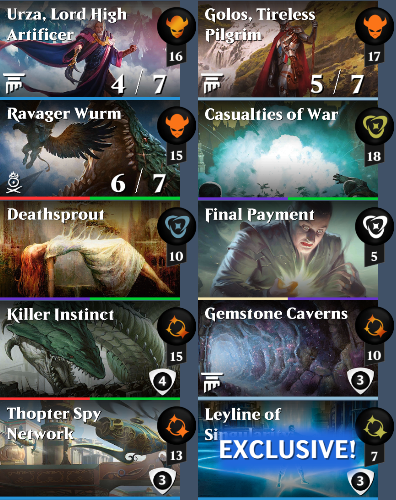 Urza, Lord High
Artificer
16
4 / 7
Golos, Tireless
Pilgrim
17
5 / 7
Ravager Wurm
15
6 / 7
Casualties of War
18
Deathsprout
10
Final Payment
5
Killer Instinct
15
4
Gemstone Caverns
10
3
Thopter Spy
Network
13
3
Leyline of
EXCLUSIVE!
7
3